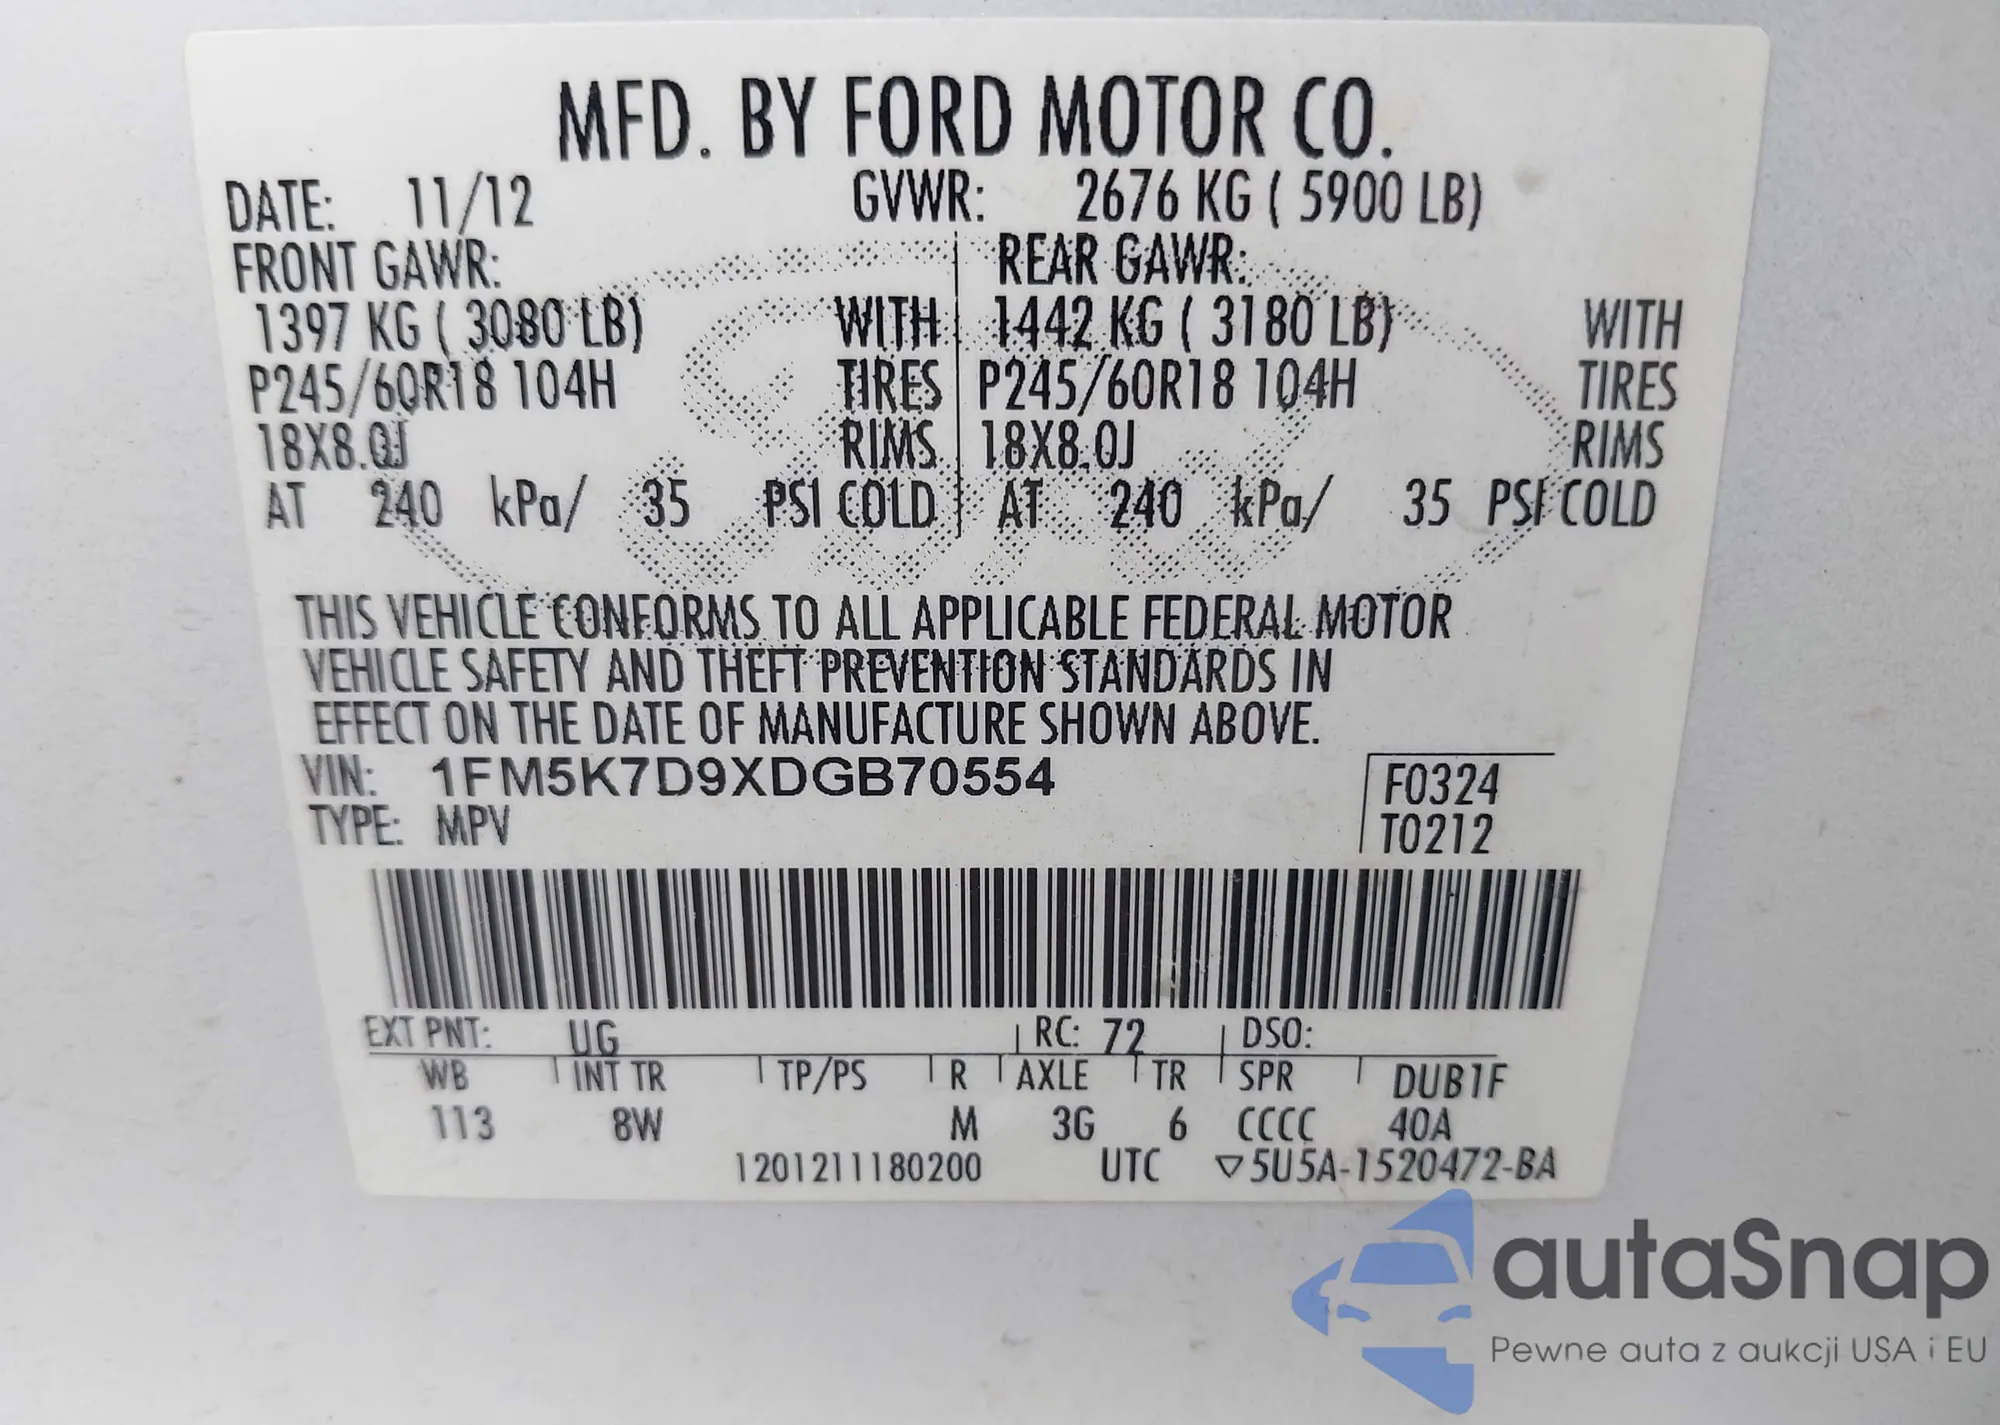 MFD. BY FORD MOTOR CO.
DATE: 11/12 GVWR: 2676 KG ( 5900 LB)
FRONT GAWR: REAR GAWR:
1397 KG ( 3080 LB) WITH 1442 KG ( 3180 LB) WITH
P245/60R18 104H TIRES P245/60R18 104H TIRES
18X8.0J RIMS 18X8.0J RIMS
AT 240 kPa/ 35 PSI COLD AT 240 kPa/ 35 PSI COLD
THIS VEHICLE CONFORMS TO ALL APPLICABLE FEDERAL MOTOR
VEHICLE SAFETY AND THEFT PREVENTION STANDARDS IN
EFFECT ON THE DATE OF MANUFACTURE SHOWN ABOVE.
VIN: 1FM5K7D9XDGB70554 F0324
TYPE: MPV T0212
EXT PNT: UG RC: 72 DSO:
WB INT TR TP/PS R AXLE TR SPR DUB1F
113 8W M 3G 6 CCCC 40A
1201211180200 UTC ▽5U5A-1520472-BA
autaSnap
Pewne auta z aukcji USA i EU